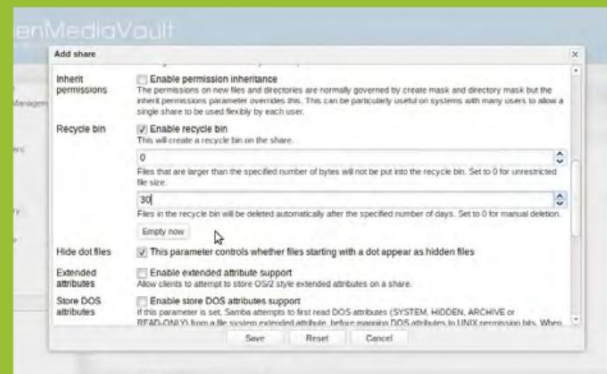 enMediaVault
Add share
Inherit permissions
Enable permission inheritance
The permissions on new files and directories are normally governed by create mask and directory mask but the
inherit permissions parameter overrides this. This can be particularly useful on systems with many users to allow a
single share to be used flexibly by each user.
Recycle bin
Enable recycle bin
This will create a recycle bin on the share.
0
Files that are larger than the specified number of bytes will not be put into the recycle bin. Set to 0 for unrestricted
file size.
30
Files in the recycle bin will be deleted automatically after the specified number of days. Set to 0 for manual deletion.
Empty now
Hide dot files
This parameter controls whether files starting with a dot appear as hidden files
Extended attributes
Enable extended attribute support
Allow clients to attempt to store OS/2 style extended attributes on a share.
Store DOS attributes
Enable store DOS attributes support
If this parameter is set, Samba attempts to first read DOS attributes (SYSTEM, HIDDEN, ARCHIVE or
READ-ONLY) from a file system extended attribute, before mapping DOS attributes to UNIX permission bits. When
Save
Reset
Cancel